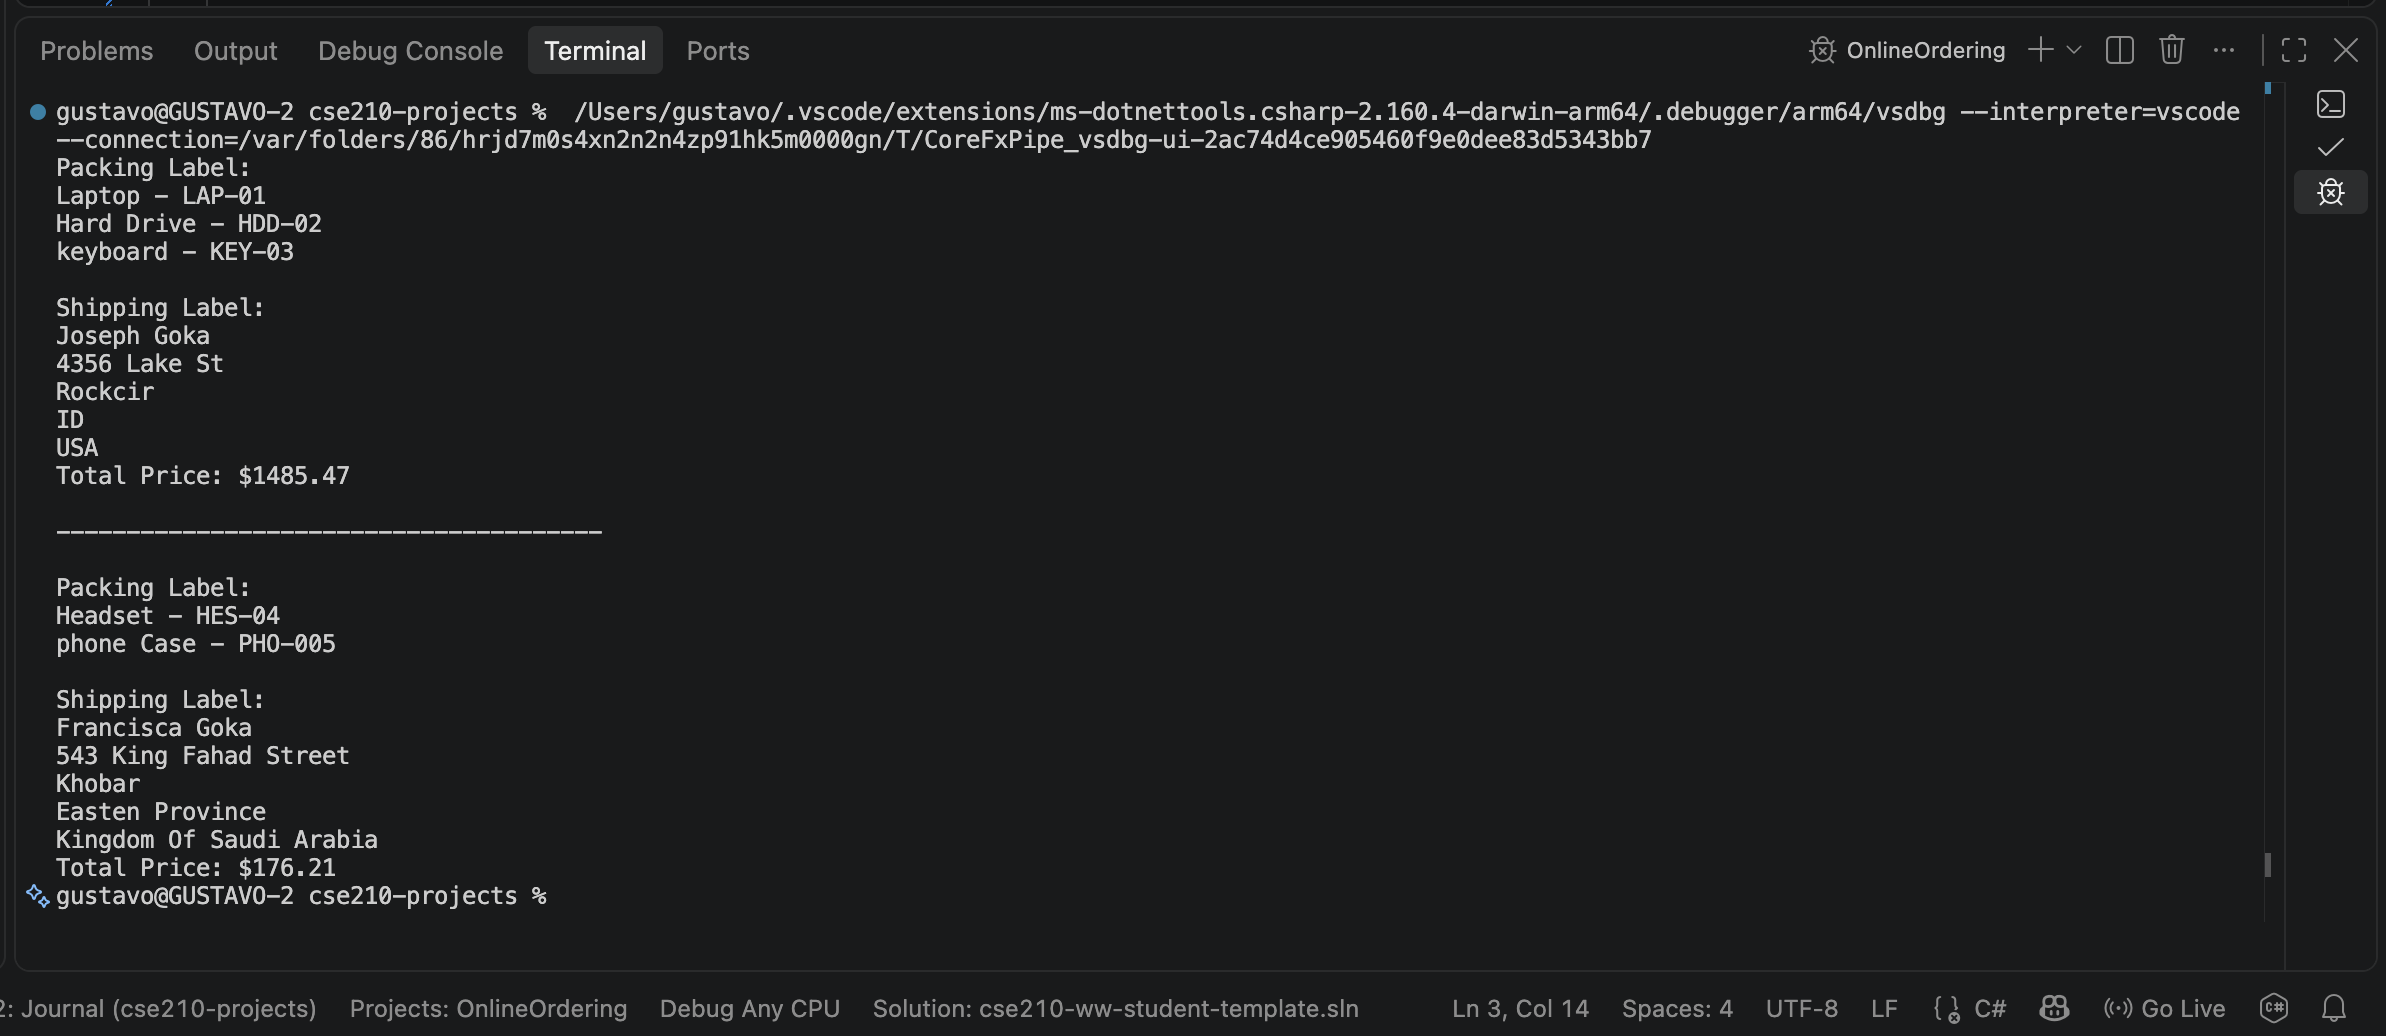 Problems Output Debug Console Terminal Ports OnlineOrdering
gustavo@GUSTAVO-2 cse210-projects % /Users/gustavo/.vscode/extensions/ms-dotnettools.csharp-2.160.4-darwin-arm64/.debugger/arm64/vsdbg --interpreter=vscode
--connection=/var/folders/86/hrjd7m0s4xn2n2n4zp91hk5m0000gn/T/CoreFxPipe_vsdbg-ui-2ac74d4ce905460f9e0dee83d5343bb7
Packing Label:
Laptop - LAP-01
Hard Drive - HDD-02
keyboard - KEY-03
Shipping Label:
Joseph Goka
4356 Lake St
Rockcir
ID
USA
Total Price: $1485.47
---------------------------------------
Packing Label:
Headset - HES-04
phone Case - PHO-005
Shipping Label:
Francisca Goka
543 King Fahad Street
Khobar
Easten Province
Kingdom Of Saudi Arabia
Total Price: $176.21
gustavo@GUSTAVO-2 cse210-projects %
2: Journal (cse210-projects) Projects: OnlineOrdering Debug Any CPU Solution: cse210-ww-student-template.sln Ln 3, Col 14 Spaces: 4 UTF-8 LF C# Go Live